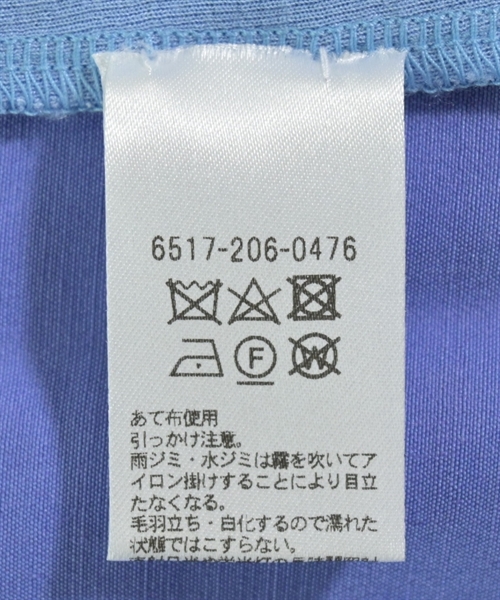 6517-206-0476
F W
あて布使用
引っかけ注意。
雨ジミ・水ジミは霧を吹いてア
イロン掛けすることにより目立
たなくなる。
毛羽立ち・白化するので濡れた
状態ではこすらない。